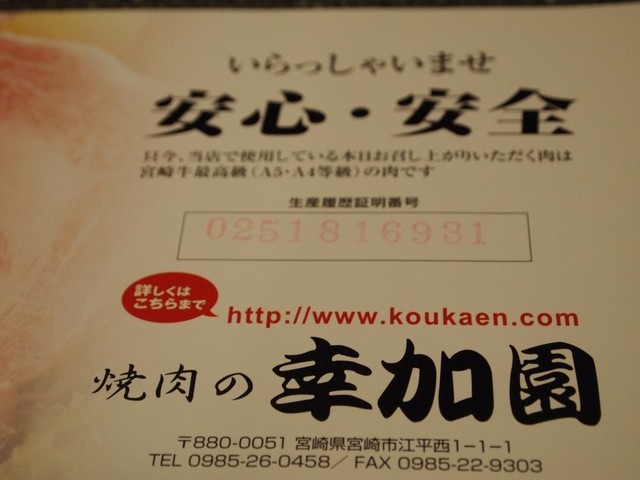 いらっしゃいませ
安心・安全
只今、当店で使用している本日お召し上がりいただく肉は
宮崎牛最高級（A5・A4等級）の肉です
生産履歴証明番号
0251816931
詳しくは
こちらまで
http://www.koukaen.com
焼肉の幸加園
〒880-0051 宮崎県宮崎市江平西1-1-1
TEL 0985-26-0458／ FAX 0985-22-9303